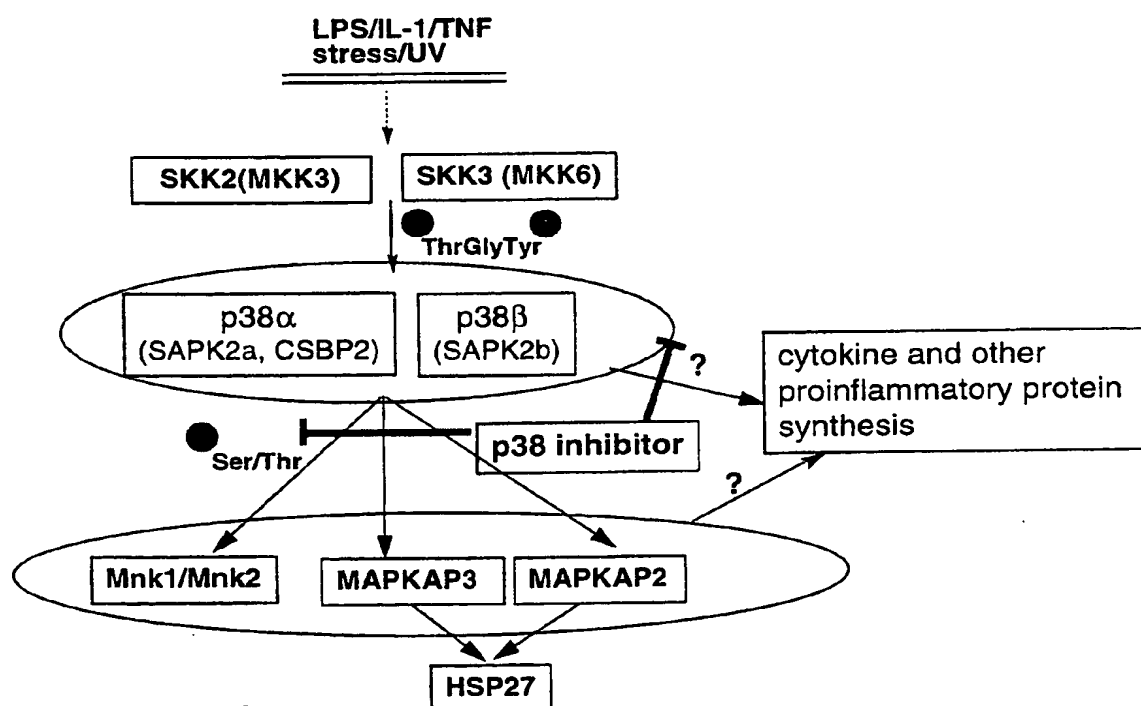 LPS/IL-1/TNF
stress/UV
SKK2(MKK3)
SKK3 (MKK6)
ThrGlyTyr
p38α
(SAPK2a, CSBP2)
p38β
(SAPK2b)
?
cytokine and other
proinflammatory protein
synthesis
p38 inhibitor
Ser/Thr
?
Mnk1/Mnk2
MAPKAP3
MAPKAP2
HSP27